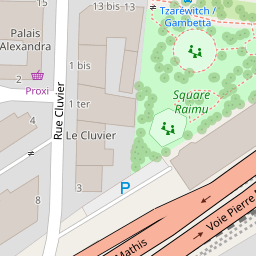 13 bis·13
Tzarewitch /
Gambetta
Palais
Alexandra
1 bis
Proxi
1 ter
Rue Cluvier
Square
Raimu
Le Cluvier
4
3
P
36
8
Mathis
Voie Pierre M